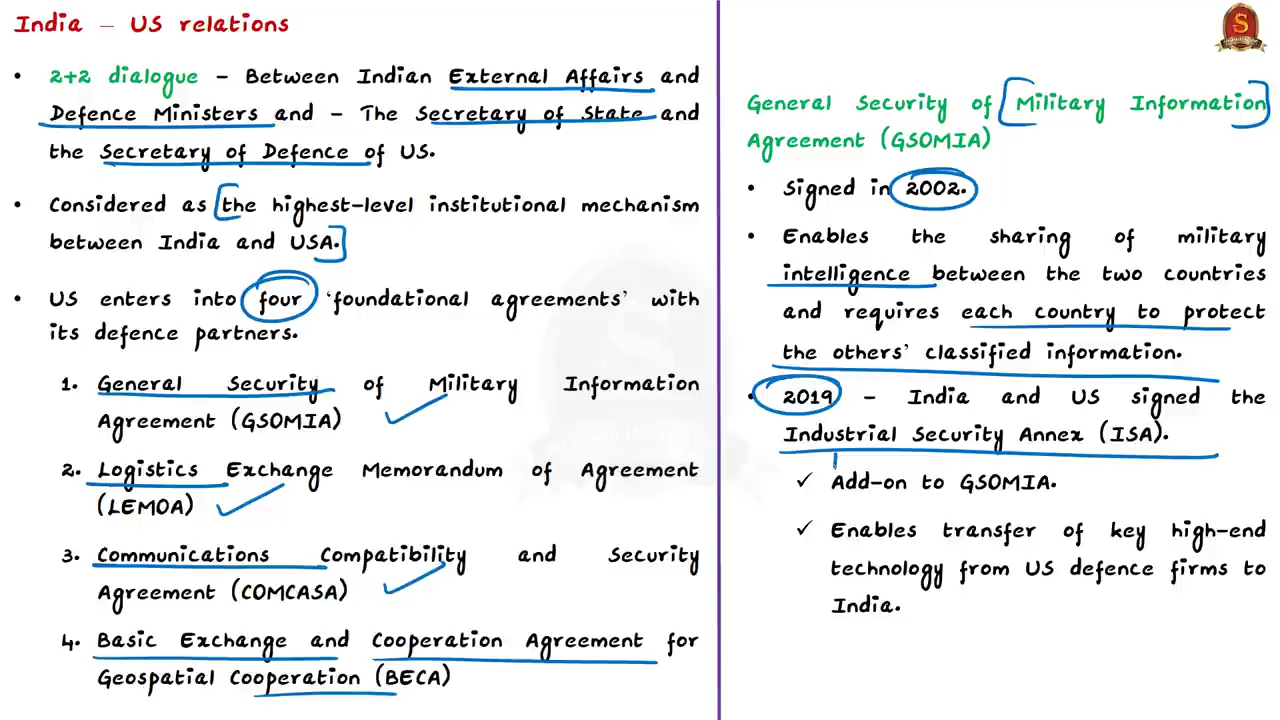 India – US relations
• 2+2 dialogue – Between Indian External Affairs and
Defence Ministers and – The Secretary of State and
the Secretary of Defence of US.
• Considered as the highest-level institutional mechanism
between India and USA.
• US enters into four 'foundational agreements' with
its defence partners.
1. General Security of Military Information
Agreement (GSOMIA)
2. Logistics Exchange Memorandum of Agreement
(LEMOA)
3. Communications Compatibility and Security
Agreement (COMCASA)
4. Basic Exchange and Cooperation Agreement for
Geospatial Cooperation (BECA)
General Security of Military Information
Agreement (GSOMIA)
• Signed in 2002.
• Enables the sharing of military
intelligence between the two countries
and requires each country to protect
the others' classified information.
• 2019 – India and US signed the
Industrial Security Annex (ISA).
✓ Add-on to GSOMIA.
✓ Enables transfer of key high-end
technology from US defence firms to
India.
S